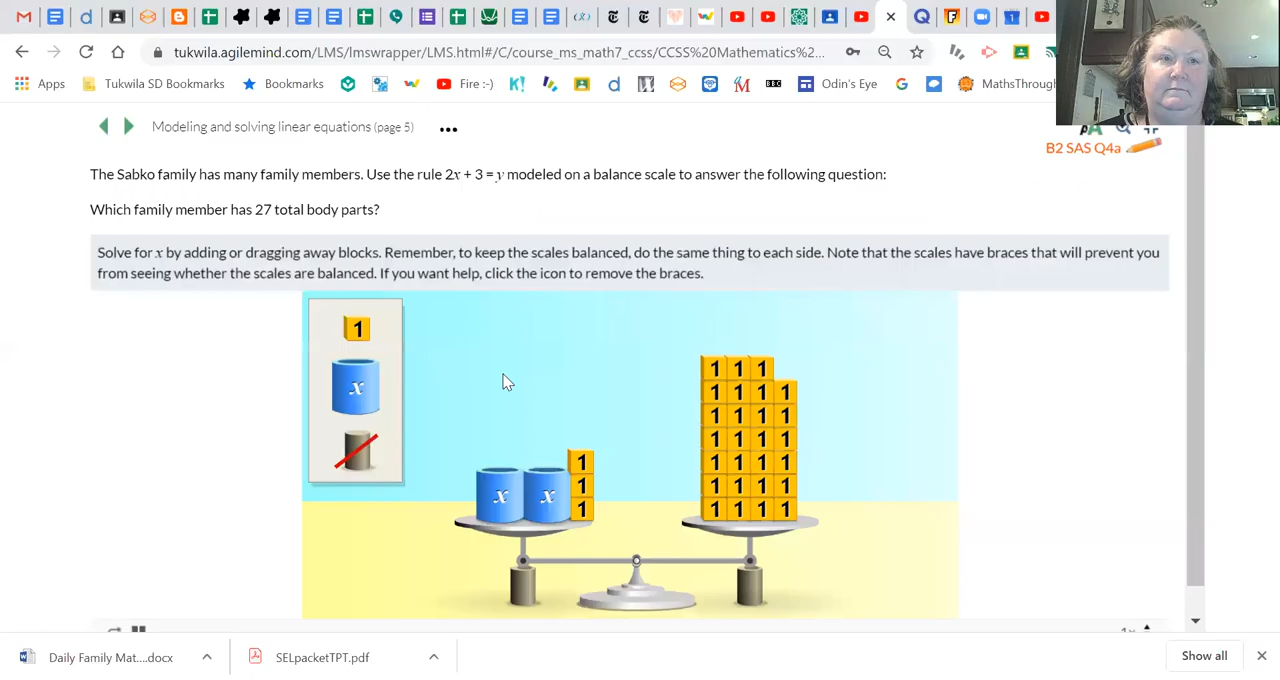 tukwila.agilemind.com/LMS/lmswrapper/LMS.html#/C/course_ms_math7_ccss/CCSS%20Mathematics%2...
Apps Tukwila SD Bookmarks Bookmarks Fire :-) BBC Odin's Eye MathsThrough
Modeling and solving linear equations (page 5) •••
B2 SAS Q4a
The Sabko family has many family members. Use the rule 2x + 3 = y modeled on a balance scale to answer the following question:
Which family member has 27 total body parts?
Solve for x by adding or dragging away blocks. Remember, to keep the scales balanced, do the same thing to each side. Note that the scales have braces that will prevent you
from seeing whether the scales are balanced. If you want help, click the icon to remove the braces.
1
x
1 1 1
1 1 1 1
1 1 1 1
1 1 1 1
1 1 1 1 1
1 1 1 1 1
x x 1 1 1 1 1
Daily Family Mat....docx SELpacketTPT.pdf Show all